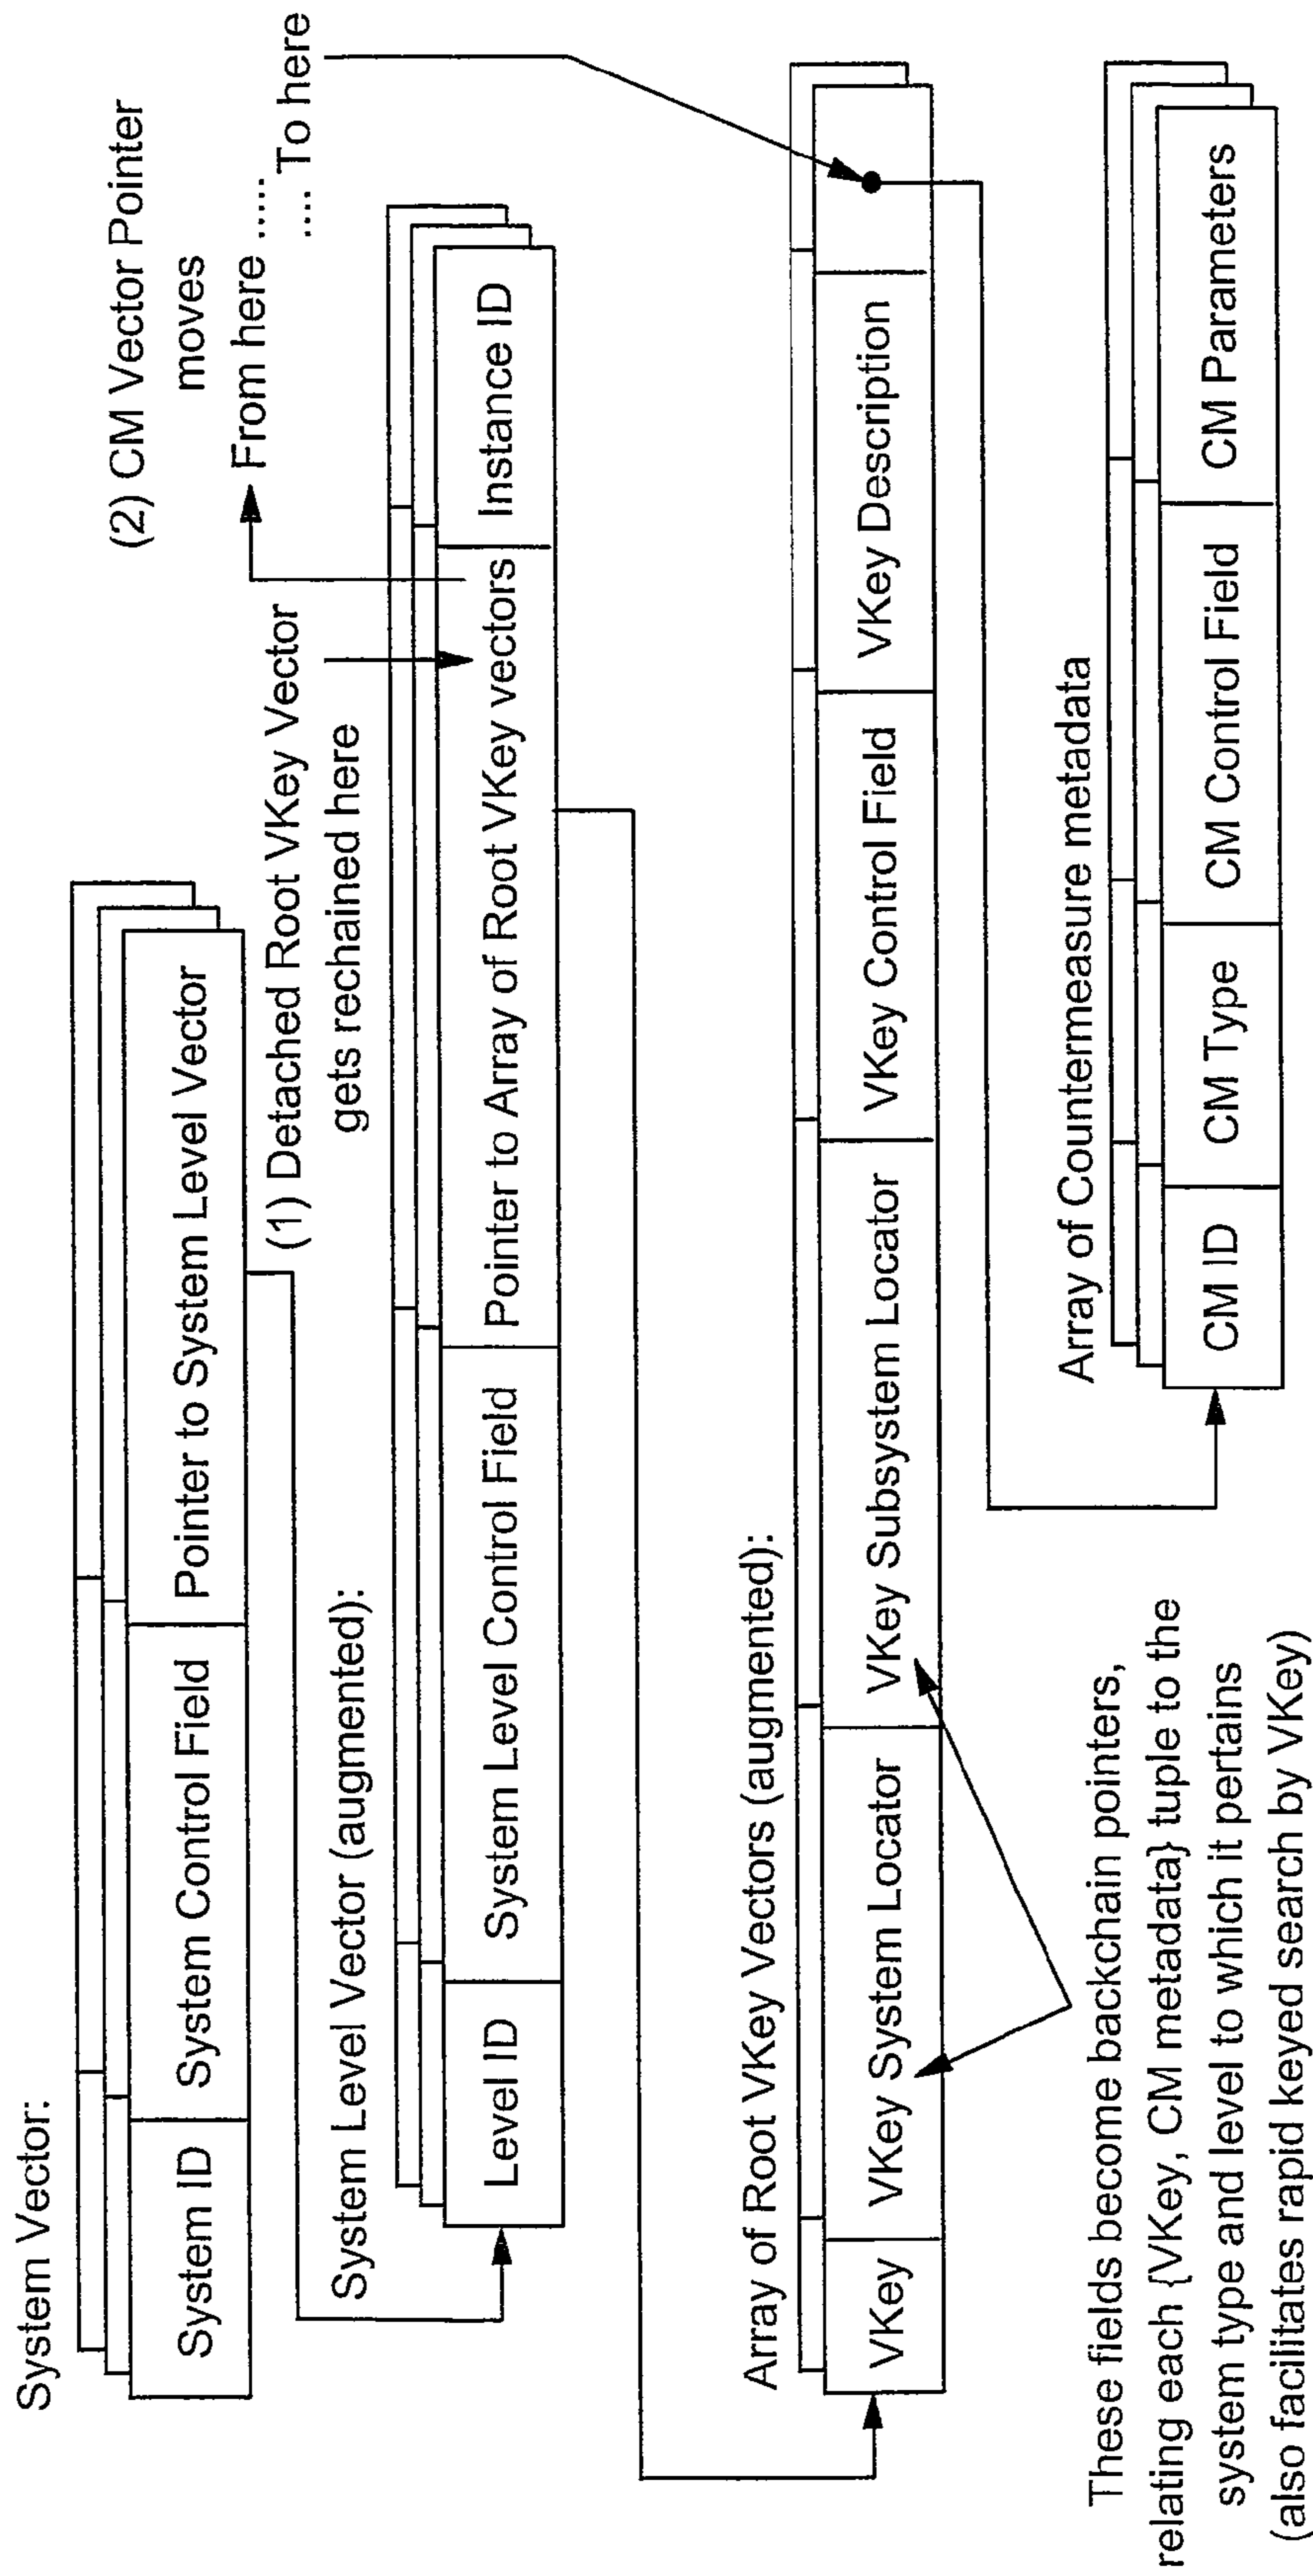 System Vector:
System ID
System Control Field
Pointer to System Level Vector
(1) Detached Root VKey Vector
gets rechained here
(2) CM Vector Pointer
moves
From here .....
.... To here
System Level Vector (augmented):
Level ID
System Level Control Field
Pointer to Array of Root VKey vectors
Instance ID
Array of Root VKey Vectors (augmented):
VKey
VKey System Locator
VKey Subsystem Locator
VKey Control Field
VKey Description
Array of Countermeasure metadata
CM ID
CM Type
CM Control Field
CM Parameters
These fields become backchain pointers,
relating each {VKey, CM metadata} tuple to the
system type and level to which it pertains
(also facilitates rapid keyed search by VKey)